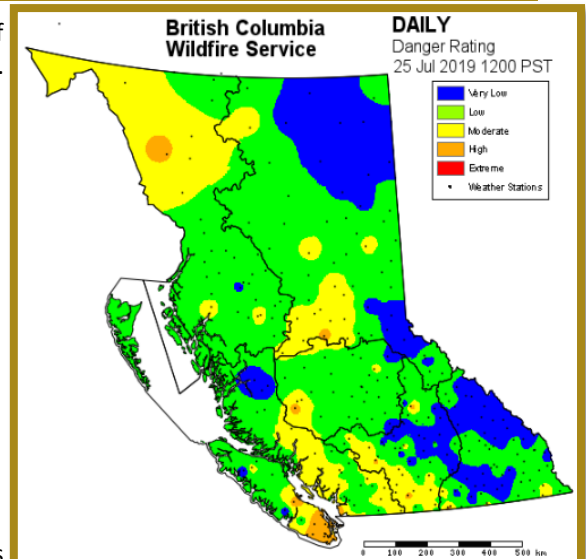 f
British Columbia
Wildfire Service
DAILY
Danger Rating
25 Jul 2019 1200 PST
Very Low
Low
Moderate
High
Extreme
Weather Stations
0 100 200 300 400 500 km
s